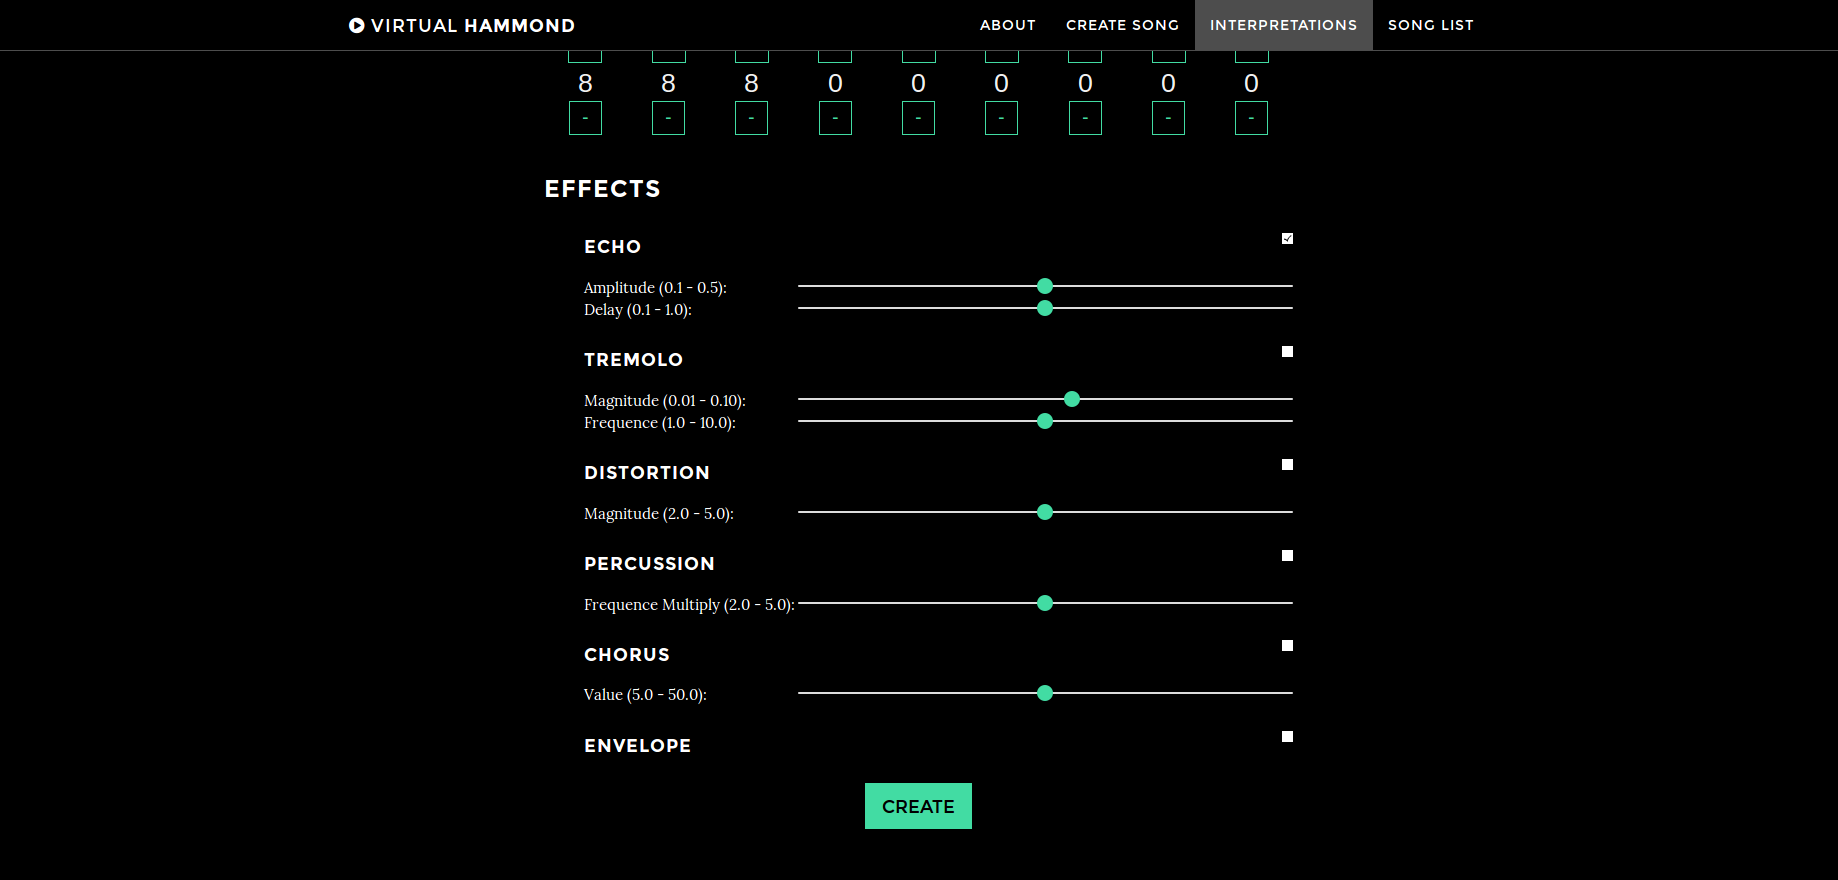 VIRTUAL HAMMOND ABOUT CREATE SONG INTERPRETATIONS SONG LIST
8 8 8 0 0 0 0 0 0
- - - - - - - - -
EFFECTS
ECHO
Amplitude (0.1 - 0.5):
Delay (0.1 - 1.0):
TREMOLO
Magnitude (0.01 - 0.10):
Frequence (1.0 - 10.0):
DISTORTION
Magnitude (2.0 - 5.0):
PERCUSSION
Frequence Multiply (2.0 - 5.0):
CHORUS
Value (5.0 - 50.0):
ENVELOPE
CREATE